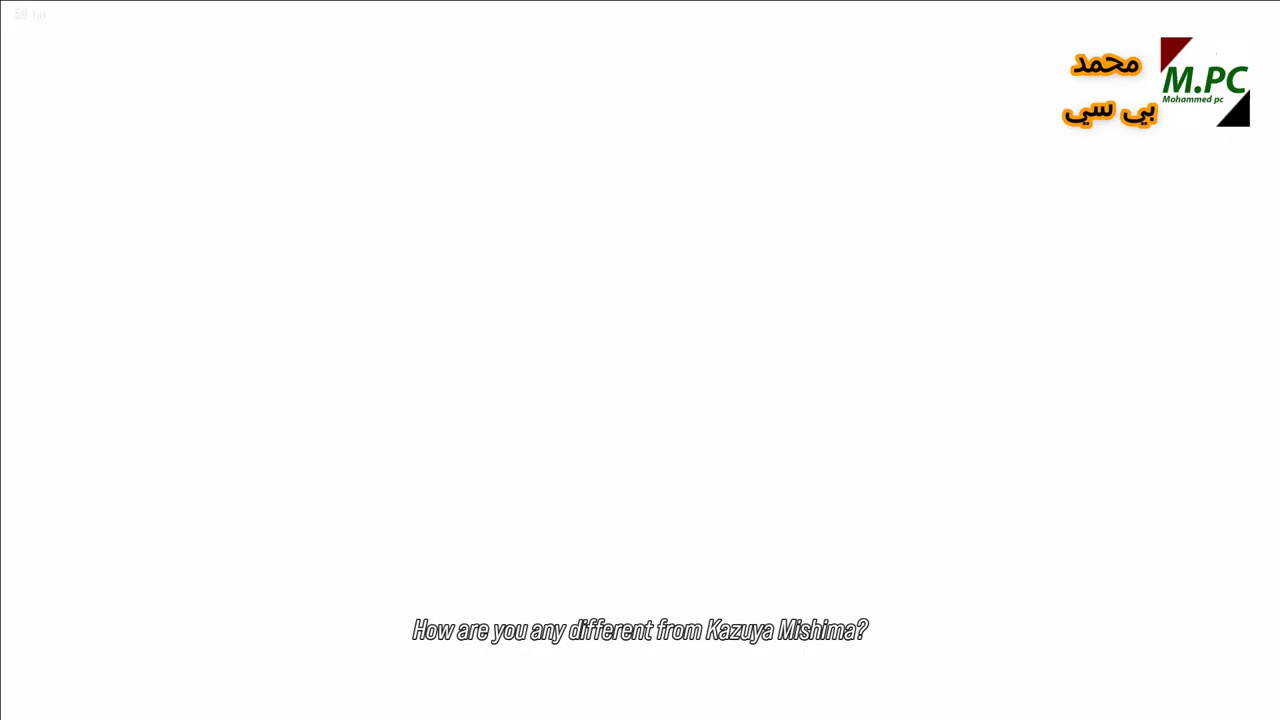 محمد
بي سي
M.PC
Mohammed pc
How are you any different from Kazuya Mishima?